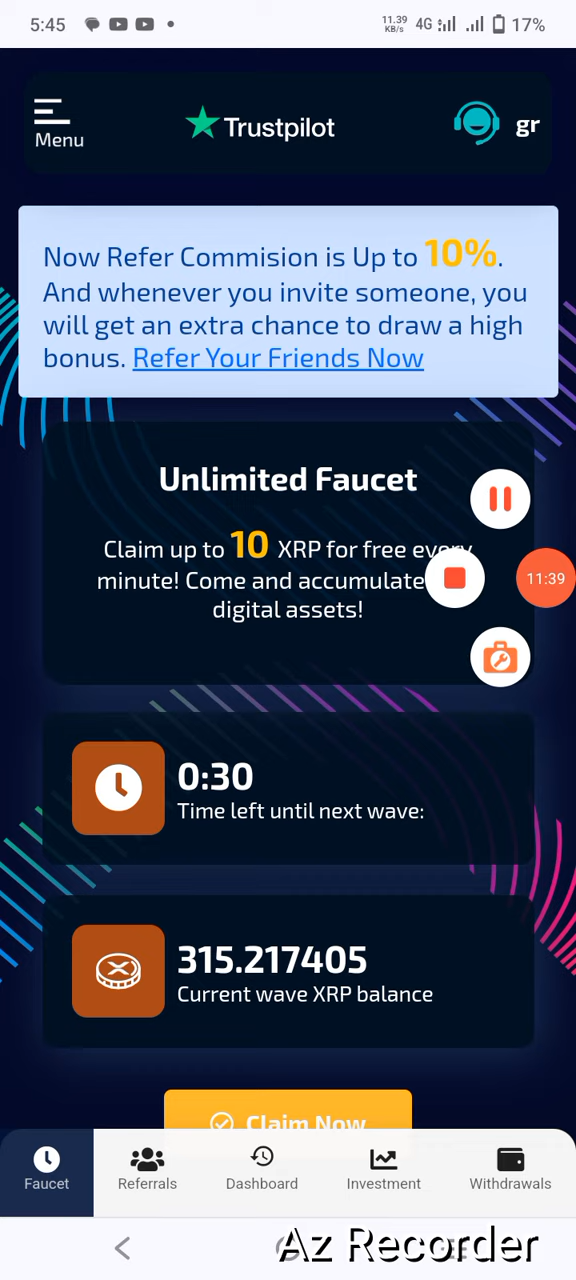 5:45
11.39
KB/s
4G
17%
Menu
Trustpilot
gr
Now Refer Commision is Up to 10%.
And whenever you invite someone, you
will get an extra chance to draw a high
bonus. Refer Your Friends Now
Unlimited Faucet
Claim up to 10 XRP for free every
minute! Come and accumulate
digital assets!
11:39
0:30
Time left until next wave:
315.217405
Current wave XRP balance
Claim Now
Faucet
Referrals
Dashboard
Investment
Withdrawals
Az Recorder